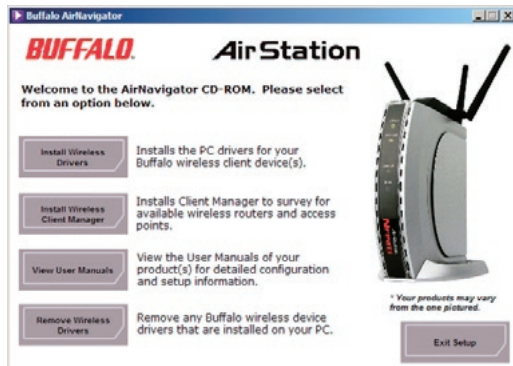 Buffalo AirNavigator
BUFFALO.
AirStation
Welcome to the AirNavigator CD-ROM. Please select
from an option below.
Install Wireless
Drivers
Installs the PC drivers for your
Buffalo wireless client device(s).
Install Wireless
Client Manager
Installs Client Manager to survey for
available wireless routers and access
points.
View User Manuals
View the User Manuals of your
product(s) for detailed configuration
and setup information.
Remove Wireless
Drivers
Remove any Buffalo wireless device
drivers that are installed on your PC.
* Your products may vary
from the one pictured.
Exit Setup